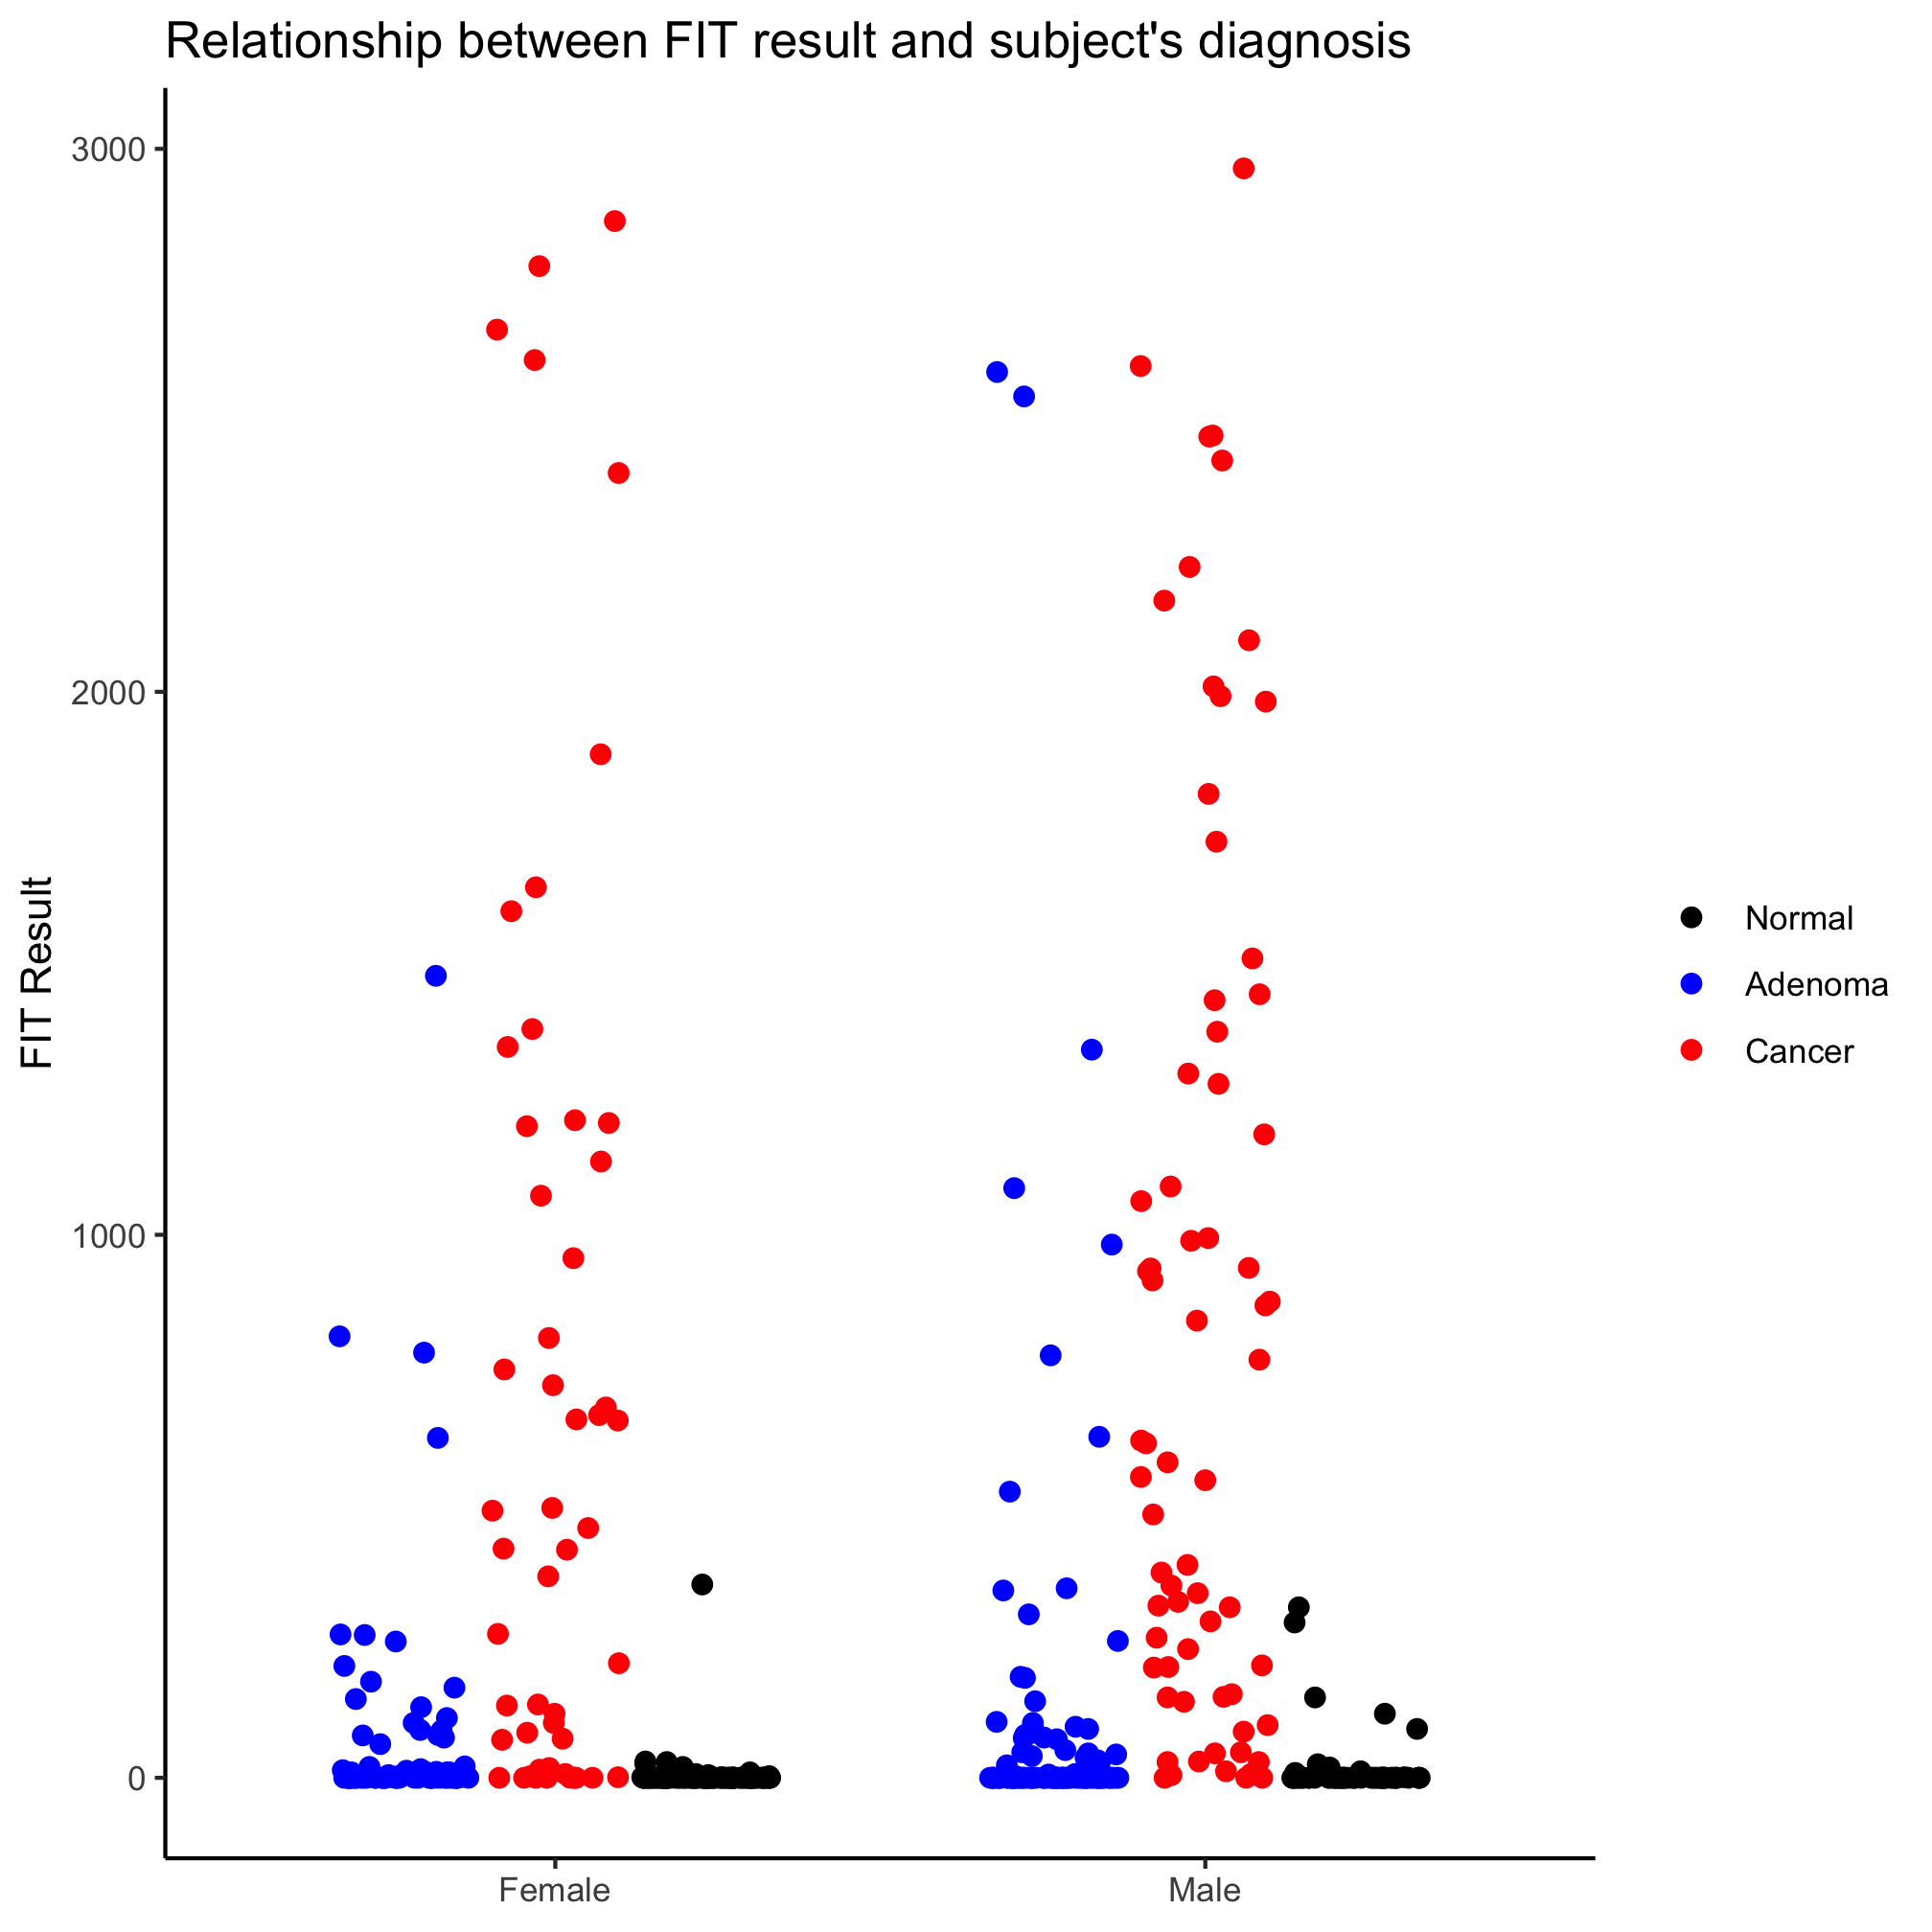 Relationship between FIT result and subject's diagnosis
3000
2000
1000
0
FIT Result
Female
Male
Normal
Adenoma
Cancer